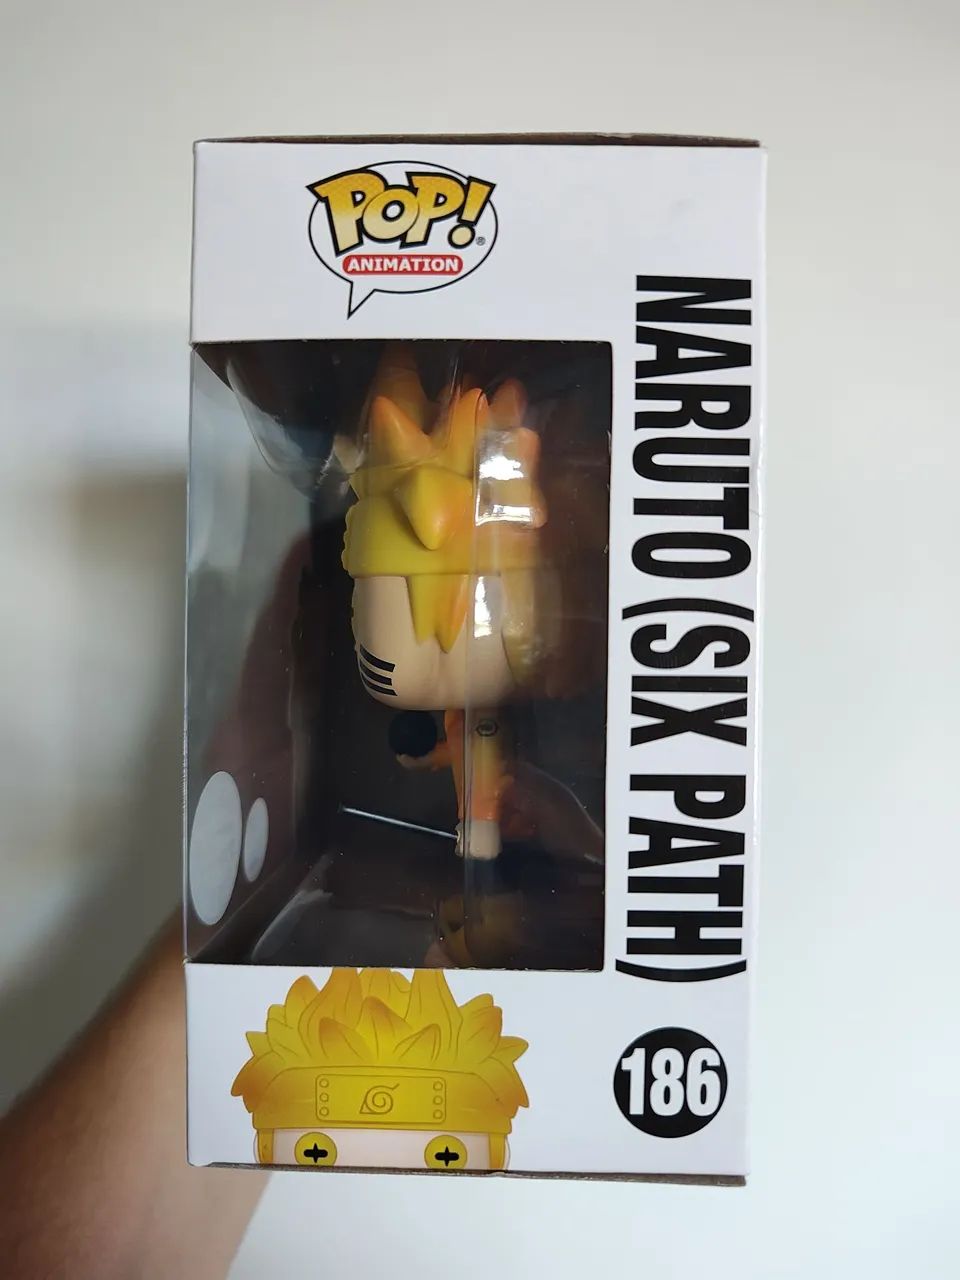 POP!®
ANIMATION
NARUTO (SIX PATH)
186